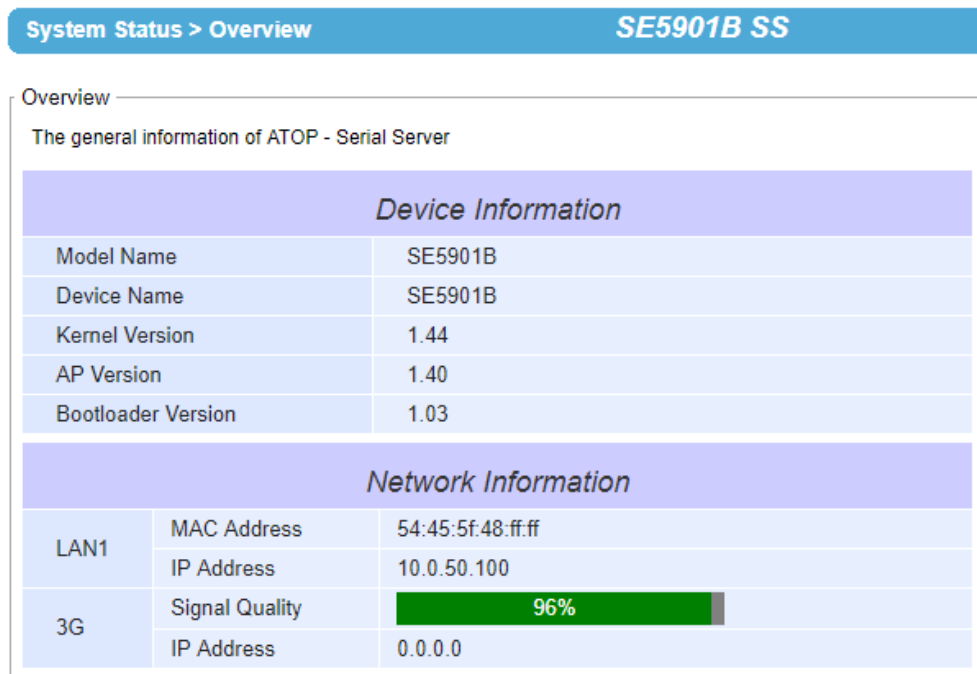 System Status > Overview SE5901B SS
Overview
The general information of ATOP - Serial Server
Device Information
Model Name SE5901B
Device Name SE5901B
Kernel Version 1.44
AP Version 1.40
Bootloader Version 1.03
Network Information
LAN1
MAC Address 54:45:5f:48:ff:ff
IP Address 10.0.50.100
3G
Signal Quality 96%
IP Address 0.0.0.0